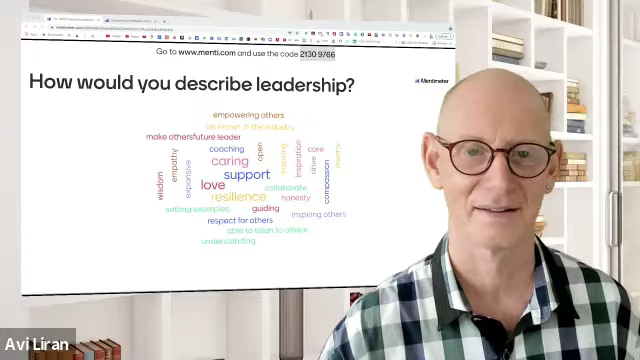 Go to www.menti.com and use the code 2130 9766
How would you describe leadership?
Mentimeter
empowering others
be known in the industry
make othersfuture leader
coaching
open
inspiring
inspiration
core
mentor
empathy
expansive
caring
drive
compassion
wisdom
support
love
collaborate
resilience
honesty
setting examples
guiding
inspiring others
respect for others
able to listen to others
understanding
Avi Liran